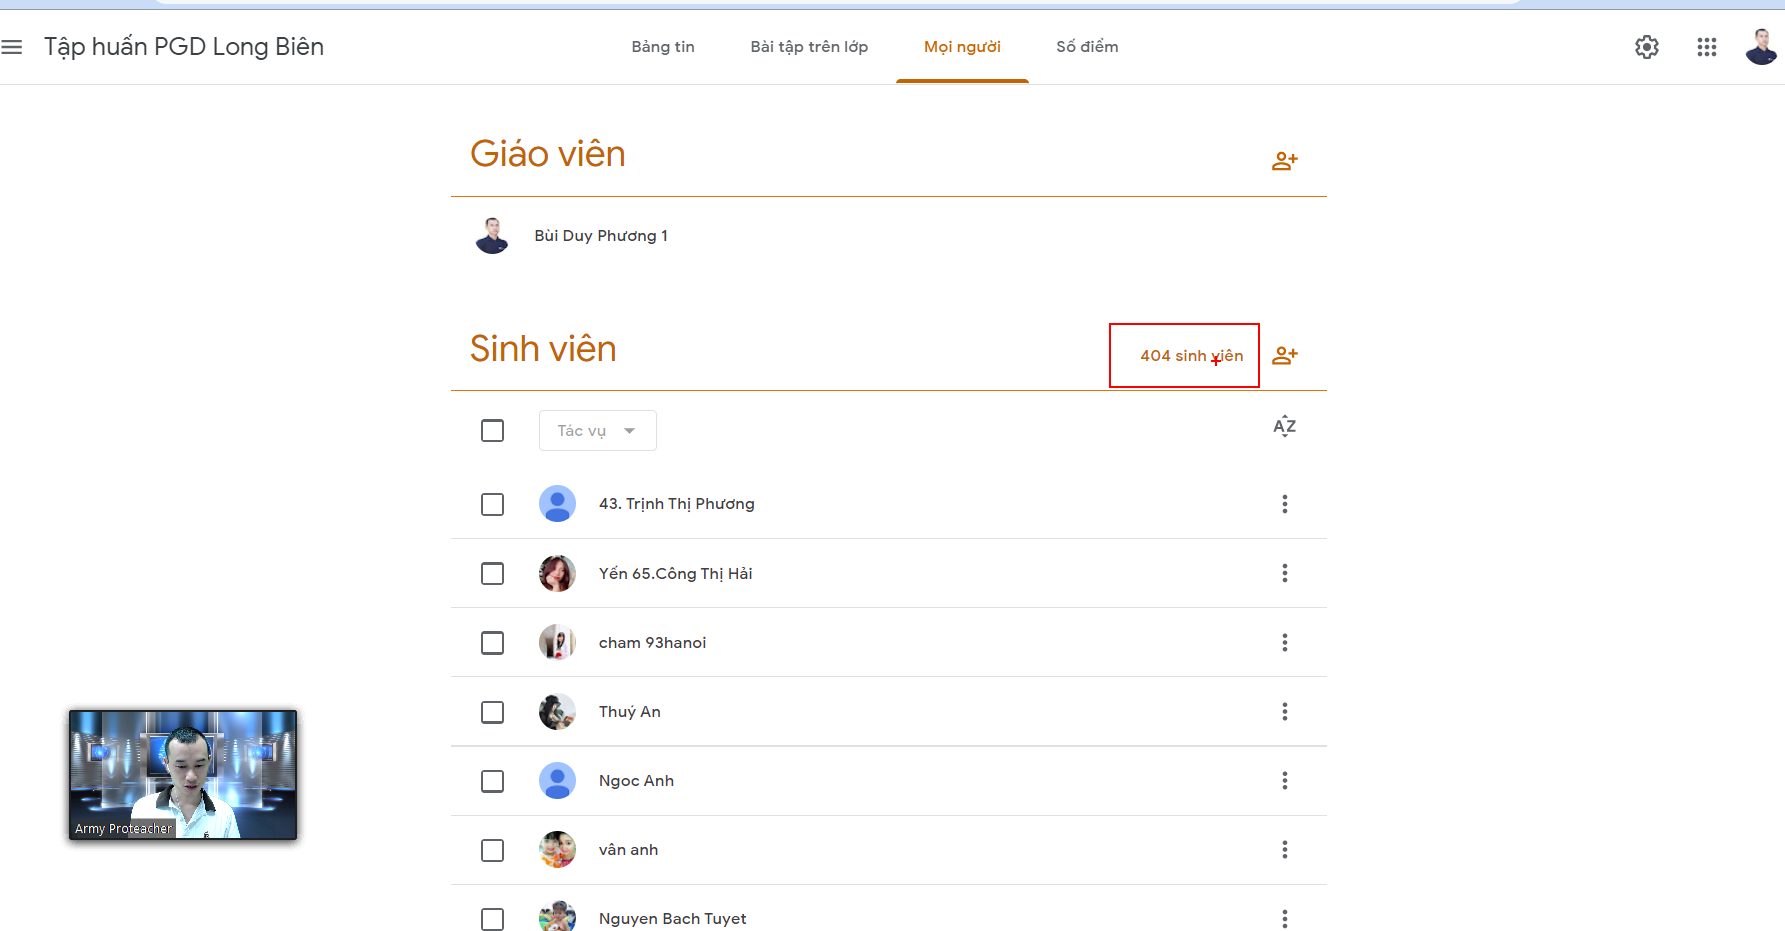 Tập huấn PGD Long Biên
Bảng tin
Bài tập trên lớp
Mọi người
Số điểm
Giáo viên
Bùi Duy Phương 1
Sinh viên
404 sinh viên
Tác vụ
AZ
43. Trịnh Thị Phương
Yến 65.Công Thị Hải
cham 93hanoi
Thuý An
Ngoc Anh
vân anh
Nguyen Bach Tuyet
Army Proteacher